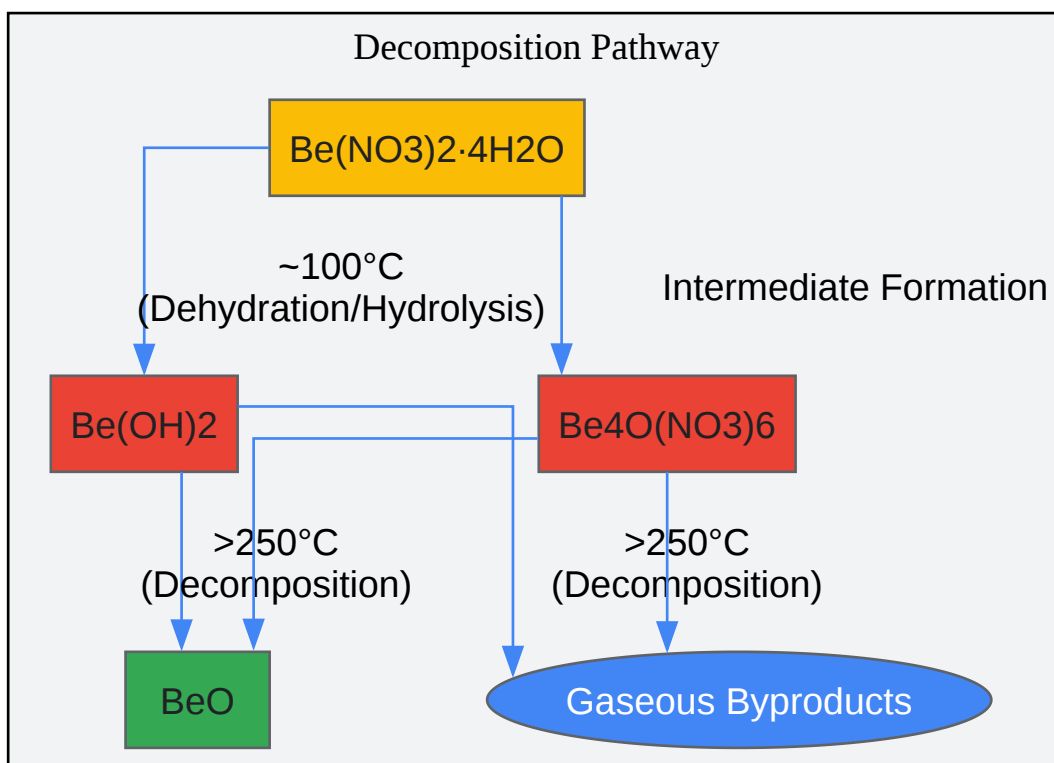 Decomposition Pathway
Be(NO3)2·4H2O
~100°C
(Dehydration/Hydrolysis)
Intermediate Formation
Be(OH)2
Be4O(NO3)6
>250°C
(Decomposition)
>250°C
(Decomposition)
BeO
Gaseous Byproducts